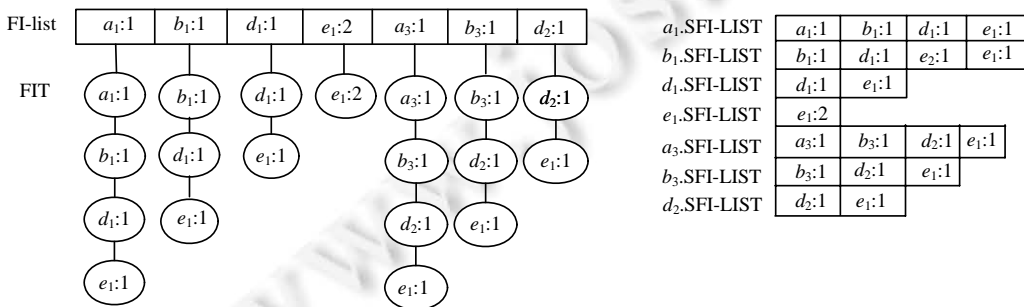 FI-list a₁:1 b₁:1 d₁:1 e₁:2 a₃:1 b₃:1 d₂:1
FIT a₁:1 b₁:1 d₁:1 e₁:2 a₃:1 b₃:1 d₂:1
b₁:1 d₁:1 e₁:1 b₃:1 d₂:1 e₁:1
d₁:1 e₁:1 d₂:1 e₁:1
e₁:1 e₁:1
a₁.SFI-LIST a₁:1 b₁:1 d₁:1 e₁:1
b₁.SFI-LIST b₁:1 d₁:1 e₂:1 e₁:1
d₁.SFI-LIST d₁:1 e₁:1
e₁.SFI-LIST e₁:2
a₃.SFI-LIST a₃:1 b₃:1 d₂:1 e₁:1
b₃.SFI-LIST b₃:1 d₂:1 e₁:1
d₂.SFI-LIST d₂:1 e₁:1